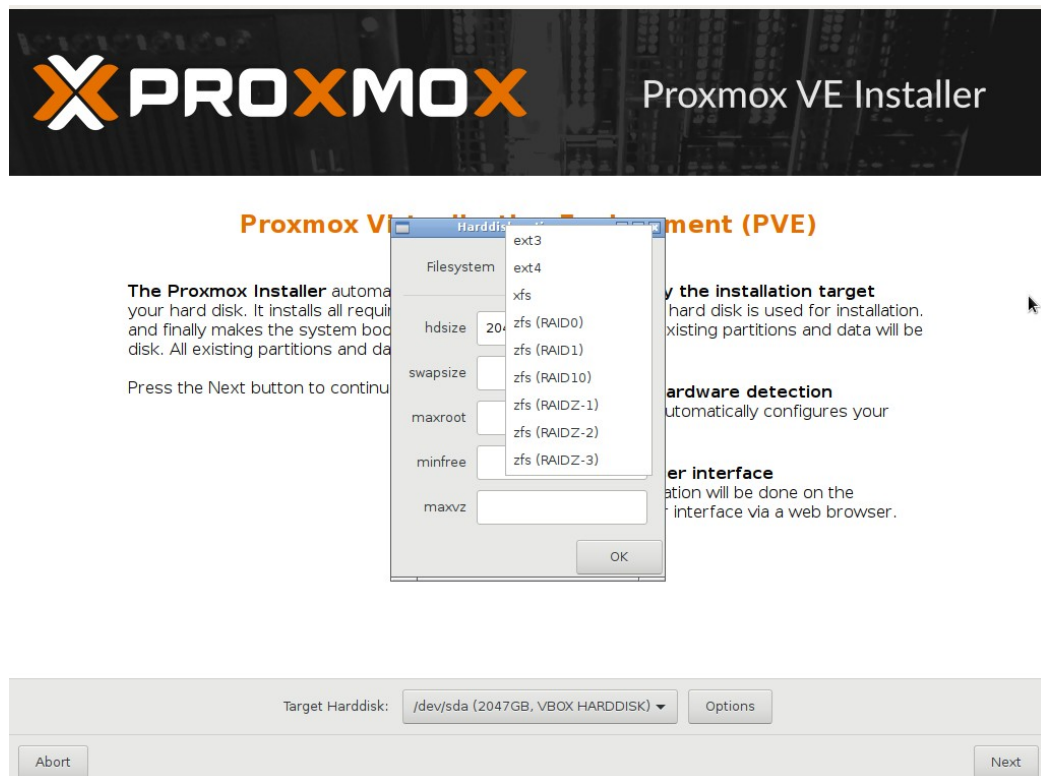 PROXMOX
Proxmox VE Installer
Proxmox Vi
ment (PVE)
Harddis
The Proxmox Installer automa
your hard disk. It installs all requir
and finally makes the system boo
disk. All existing partitions and da
Press the Next button to continu
Filesystem
hdsize
204
swapsize
maxroot
minfree
maxvz
ext3
ext4
xfs
zfs (RAID0)
zfs (RAID1)
zfs (RAID10)
zfs (RAIDZ-1)
zfs (RAIDZ-2)
zfs (RAIDZ-3)
OK
y the installation target
hard disk is used for installation.
xisting partitions and data will be
ardware detection
utomatically configures your
er interface
ation will be done on the
r interface via a web browser.
Target Harddisk:
/dev/sda (2047GB, VBOX HARDDISK)
Options
Abort
Next